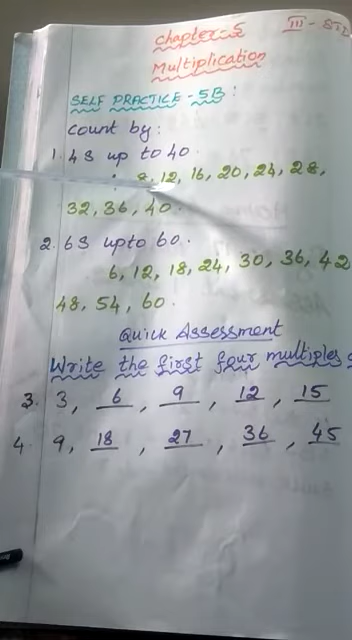 Chapter-5 III - STD
Multiplication
SELF PRACTICE - 5B:
Count by:
1. 4s up to 40.
8, 12, 16, 20, 24, 28,
32, 36, 40.
2. 6s upto 60.
6, 12, 18, 24, 30, 36, 42
48, 54, 60.
Quick Assessment
Write the first four multiples
3. 3, 6, 9, 12, 15
4. 9, 18, 27, 36, 45